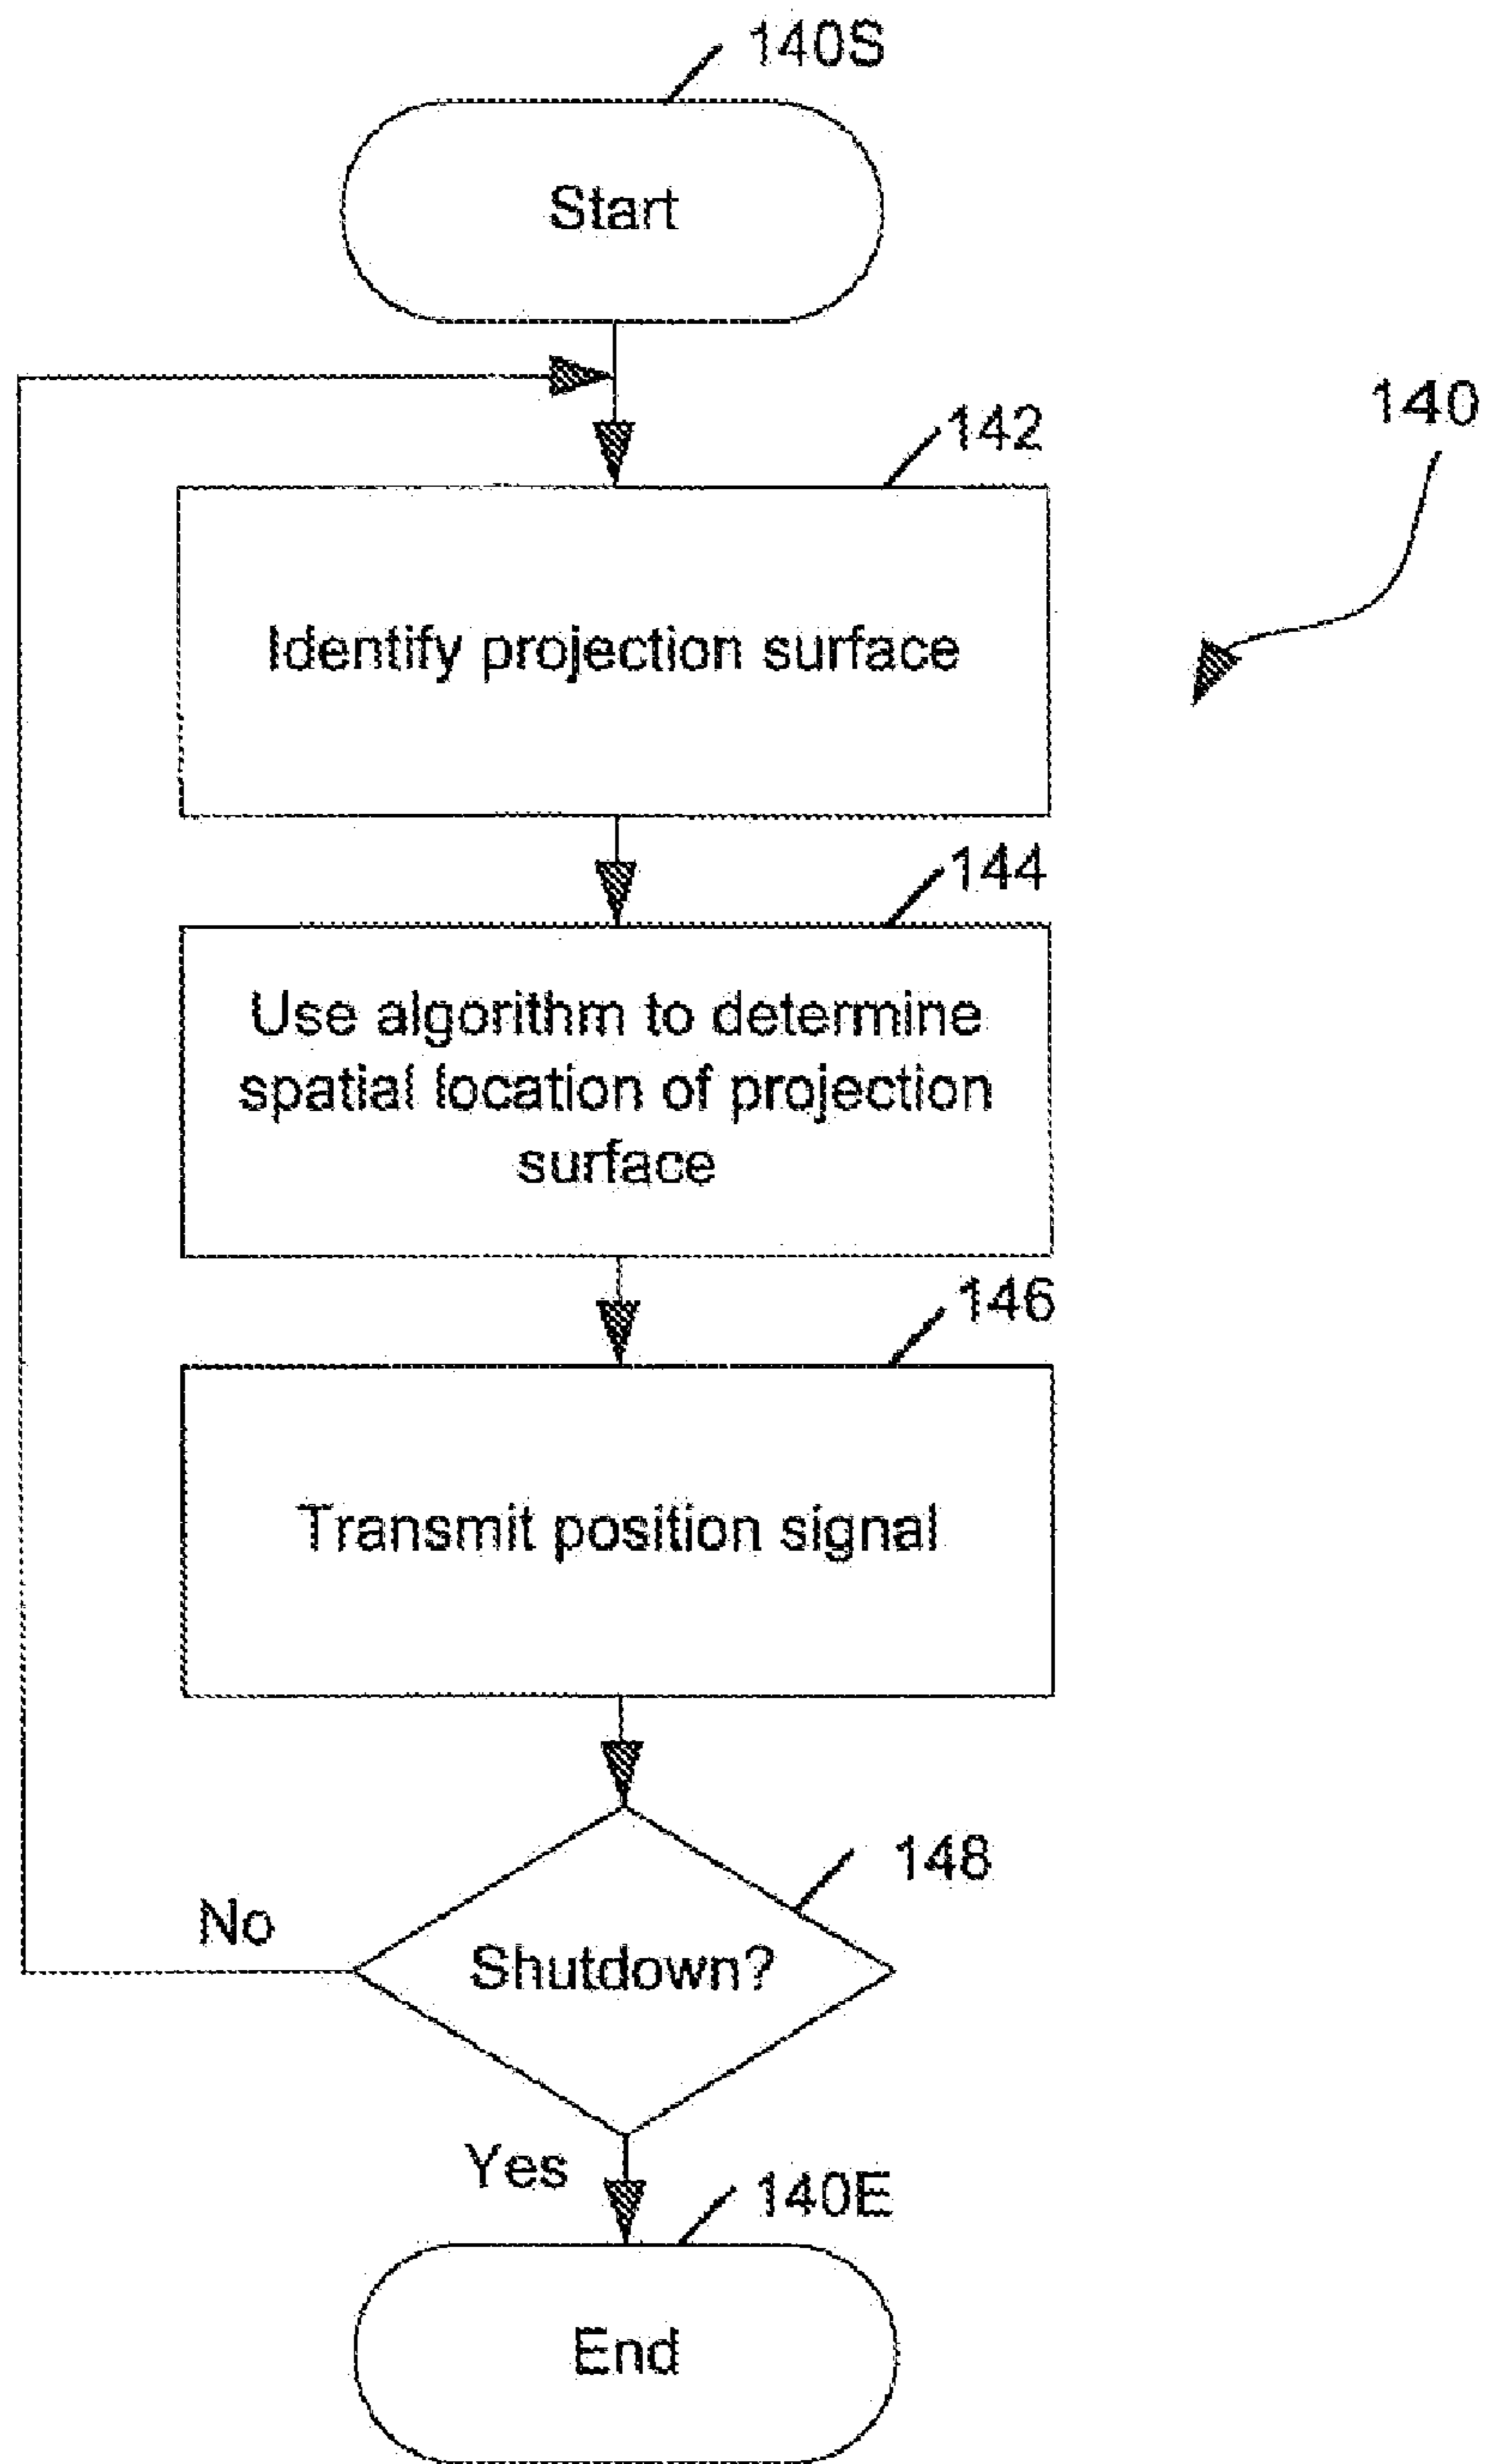 140S
Start
140
142
Identify projection surface
144
Use algorithm to determine
spatial location of projection
surface
146
Transmit position signal
148
No
Shutdown?
Yes
140E
End